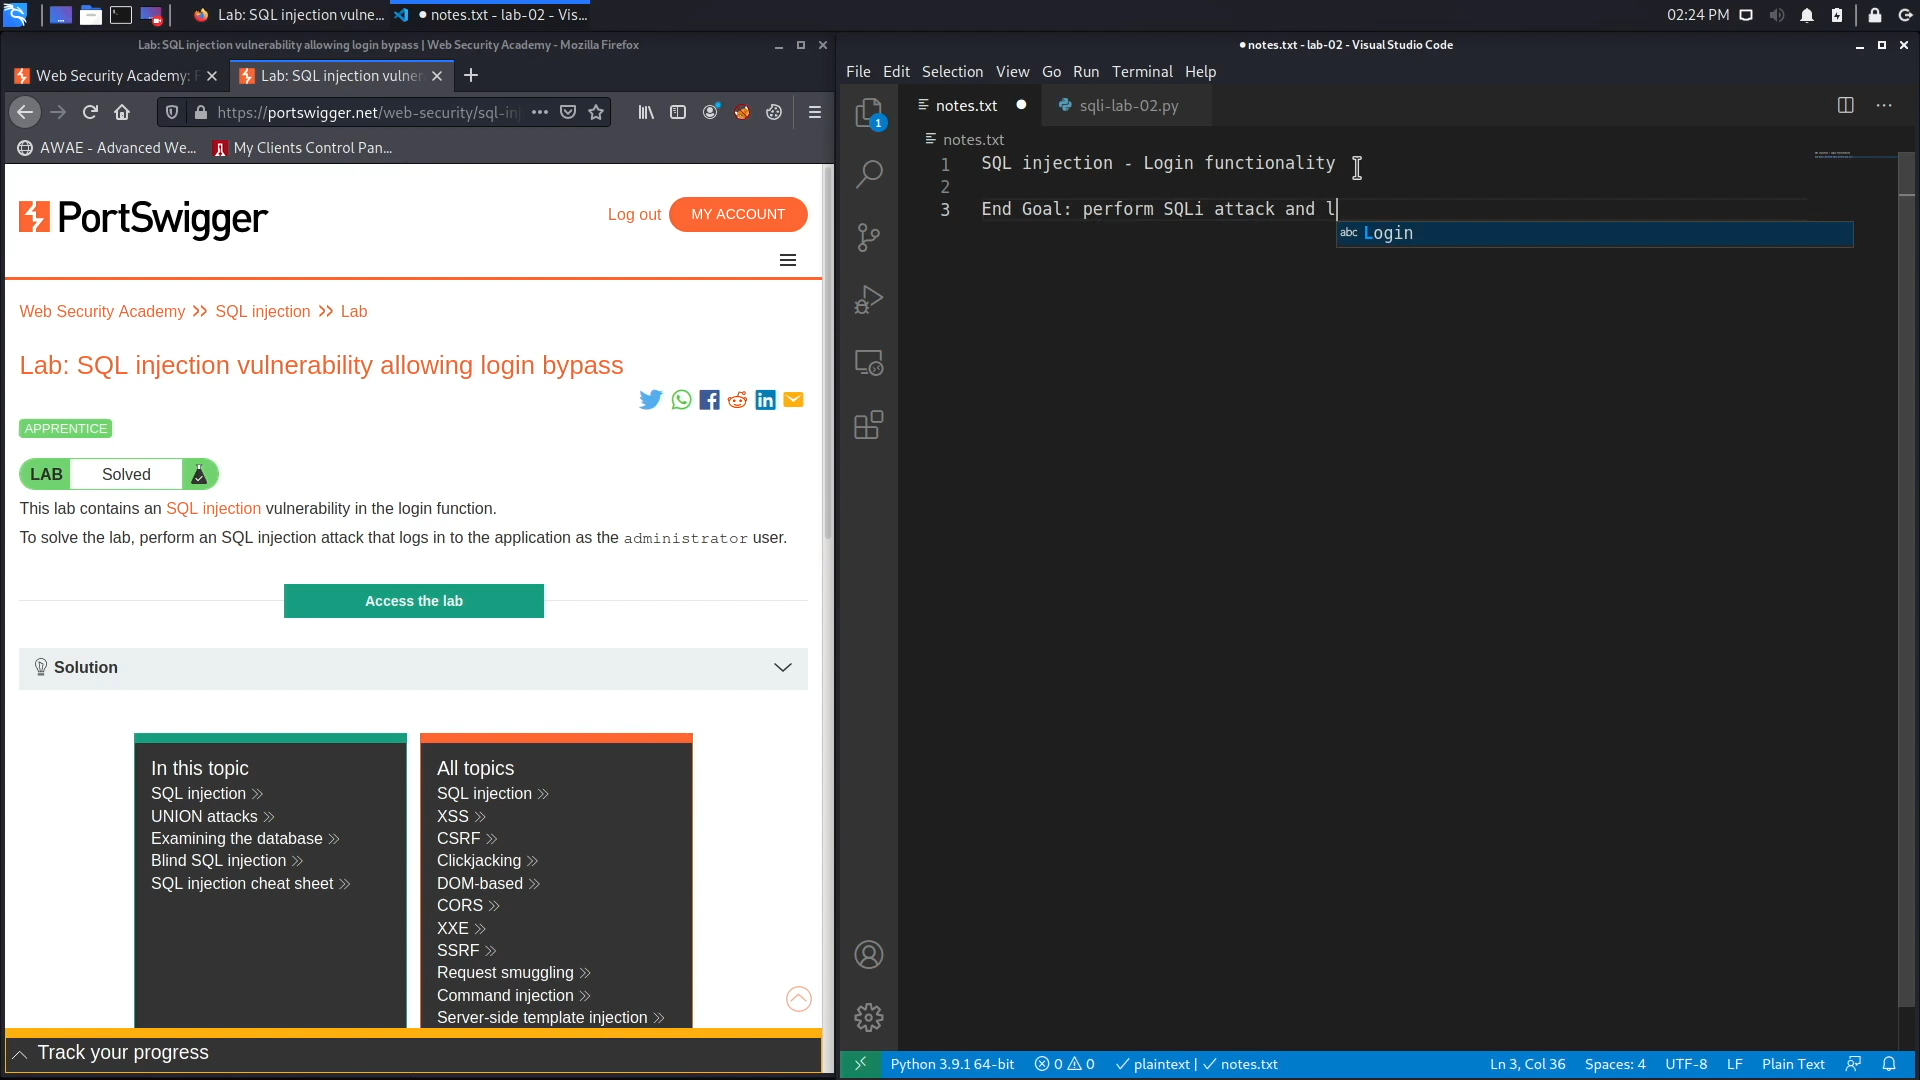 Lab: SQL injection vulne...
● notes.txt - lab-02 - Vis...
02:24 PM
Lab: SQL injection vulnerability allowing login bypass | Web Security Academy - Mozilla Firefox
Web Security Academy: F
Lab: SQL injection vulner
https://portswigger.net/web-security/sql-inj
AWAE - Advanced We...
My Clients Control Pan...
PortSwigger
Log out
MY ACCOUNT
Web Security Academy >> SQL injection >> Lab
Lab: SQL injection vulnerability allowing login bypass
APPRENTICE
LAB Solved
This lab contains an SQL injection vulnerability in the login function.
To solve the lab, perform an SQL injection attack that logs in to the application as the administrator user.
Access the lab
Solution
In this topic
SQL injection >>
UNION attacks >>
Examining the database >>
Blind SQL injection >>
SQL injection cheat sheet >>
All topics
SQL injection >>
XSS >>
CSRF >>
Clickjacking >>
DOM-based >>
CORS >>
XXE >>
SSRF >>
Request smuggling >>
Command injection >>
Server-side template injection >>
Track your progress
● notes.txt - lab-02 - Visual Studio Code
File Edit Selection View Go Run Terminal Help
1
notes.txt ●
sqli-lab-02.py
notes.txt
1 SQL injection - Login functionality
2
3 End Goal: perform SQLi attack and l
abc Login
Python 3.9.1 64-bit 0 0 ✓ plaintext | ✓ notes.txt
Ln 3, Col 36 Spaces: 4 UTF-8 LF Plain Text